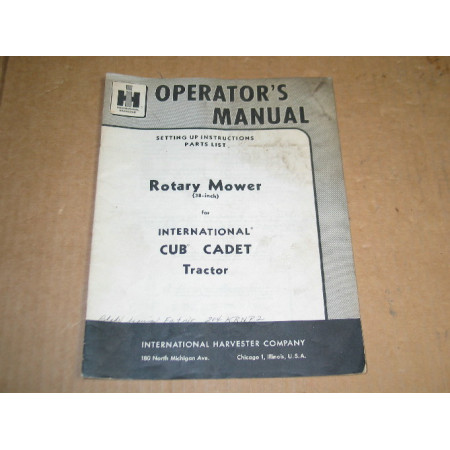 IH
OPERATOR'S
MANUAL
SETTING UP INSTRUCTIONS
PARTS LIST
Rotary Mower
(38-inch)
for
INTERNATIONAL®
CUB® CADET
Tractor
INTERNATIONAL HARVESTER COMPANY
180 North Michigan Ave. Chicago 1, Illinois, U.S.A.